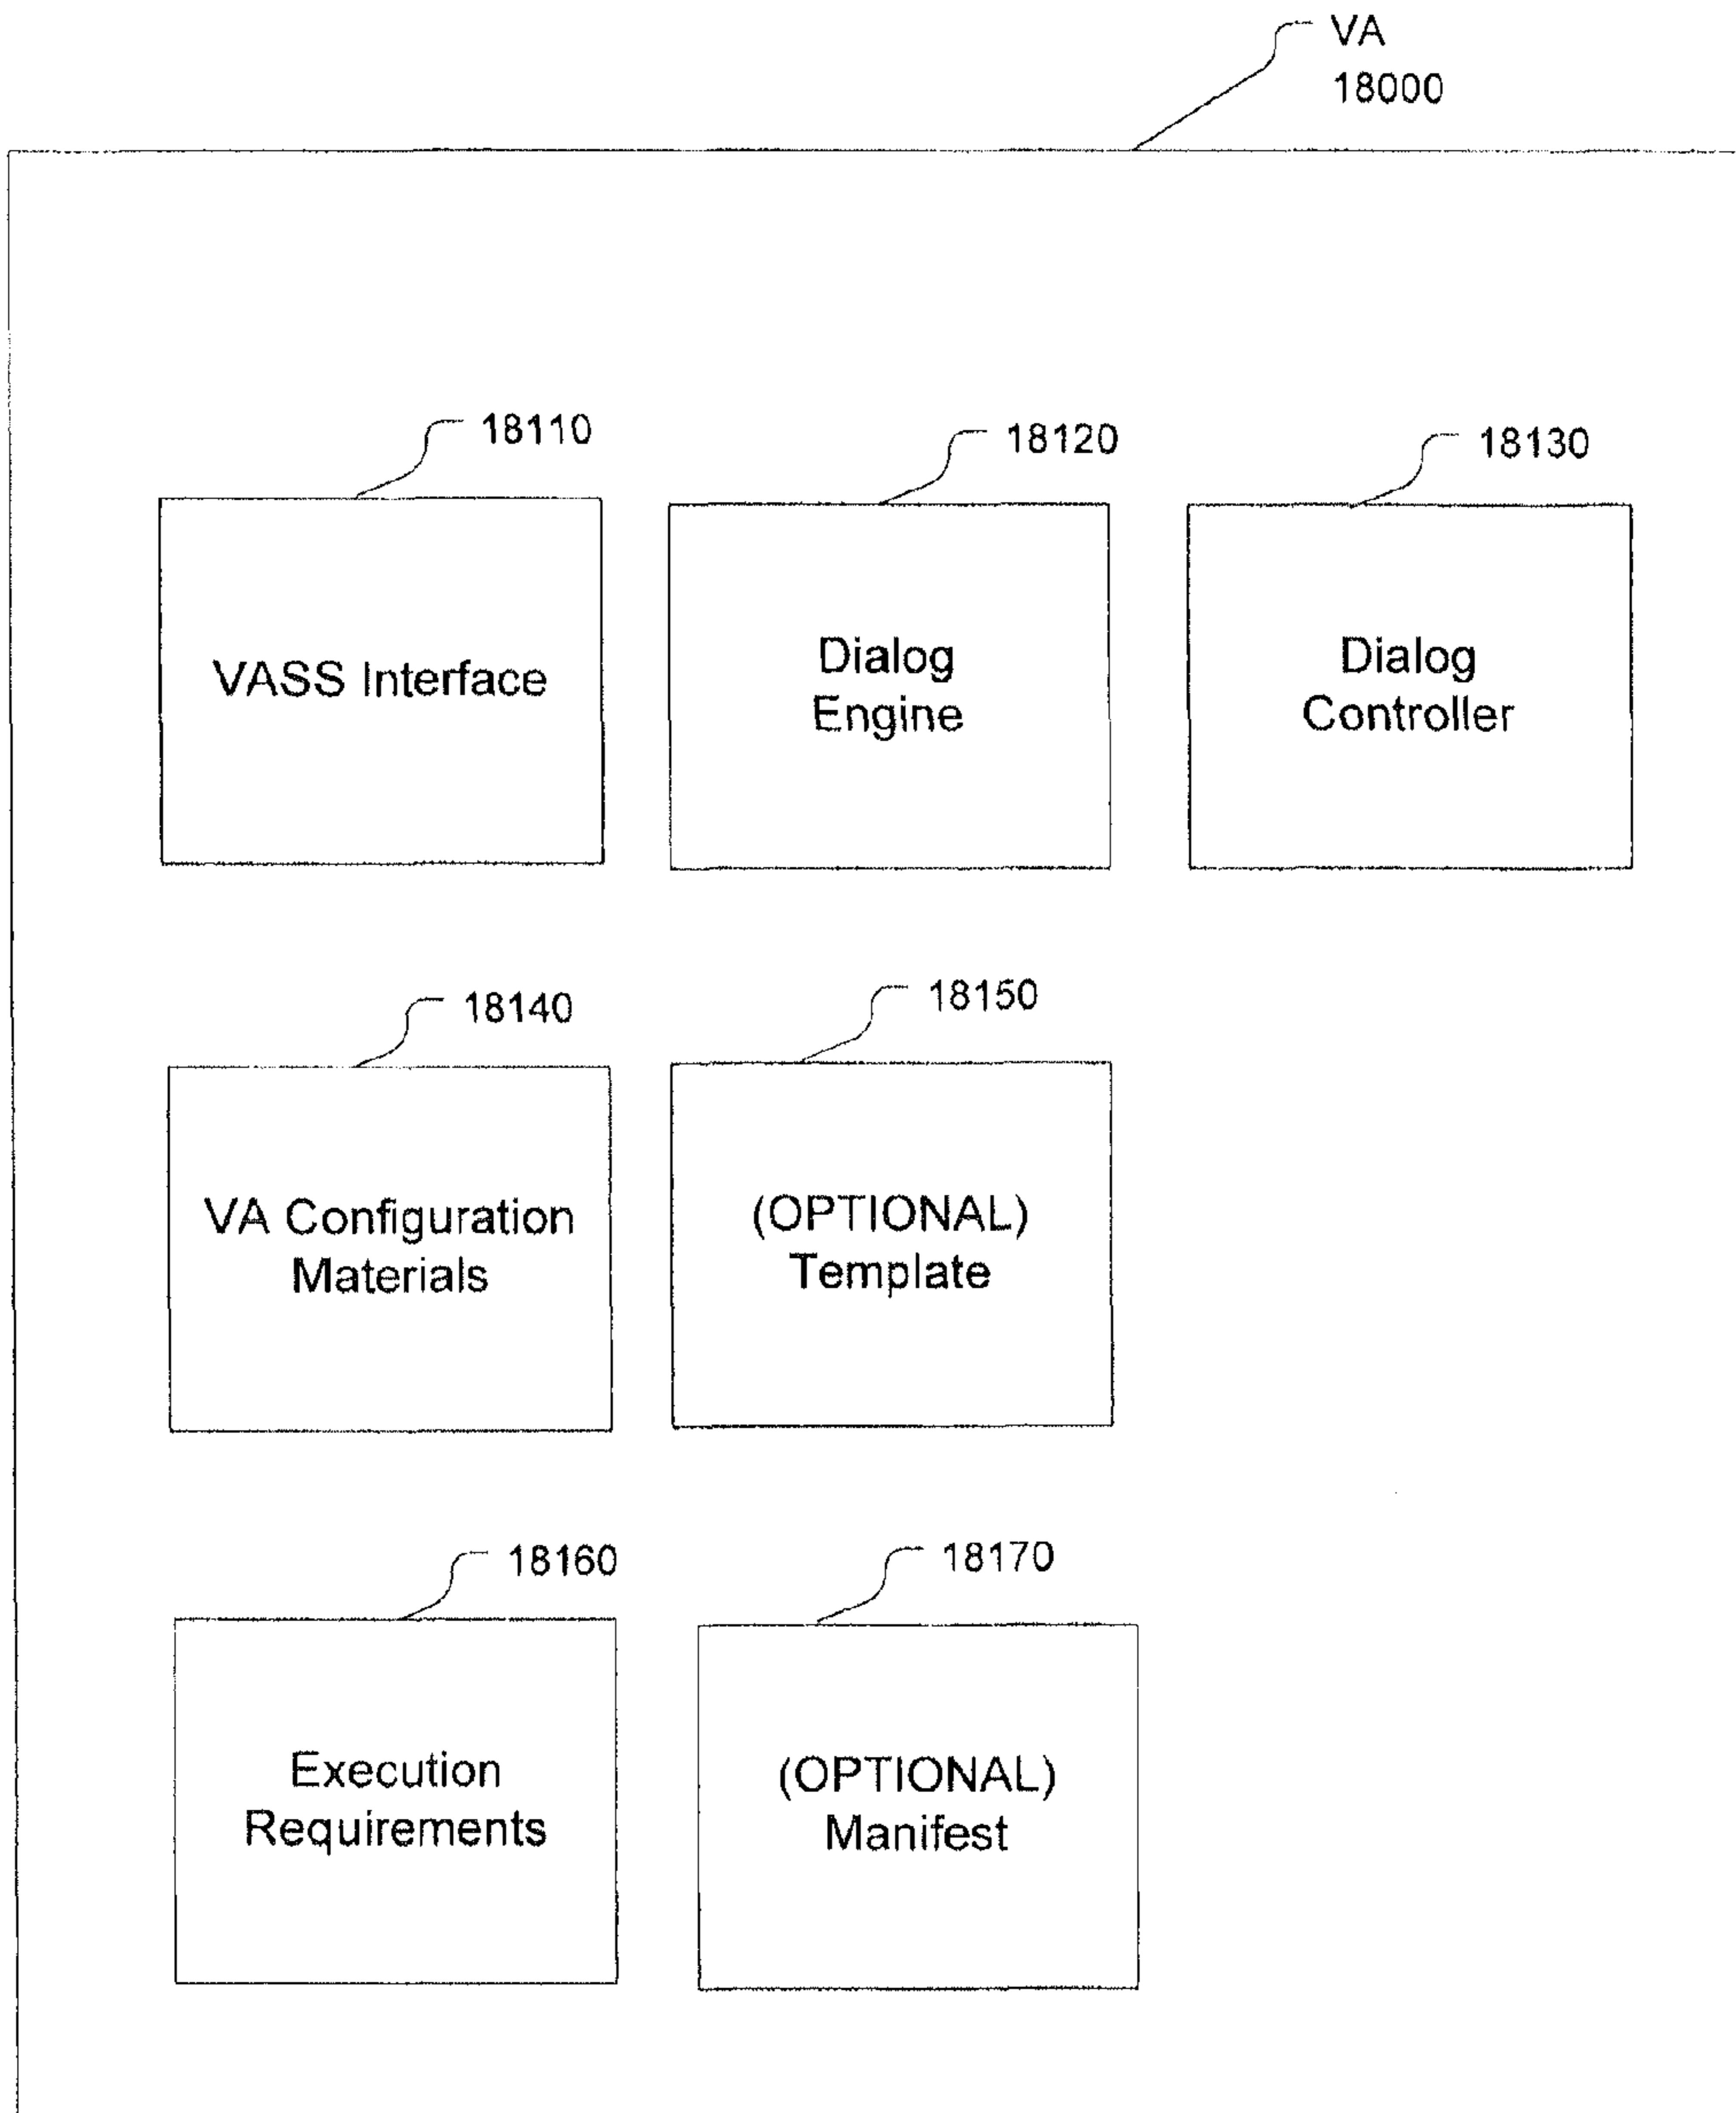 VA
18000
18110
18120
18130
VASS Interface
Dialog
Engine
Dialog
Controller
18140
18150
VA Configuration
Materials
(OPTIONAL)
Template
18160
18170
Execution
Requirements
(OPTIONAL)
Manifest